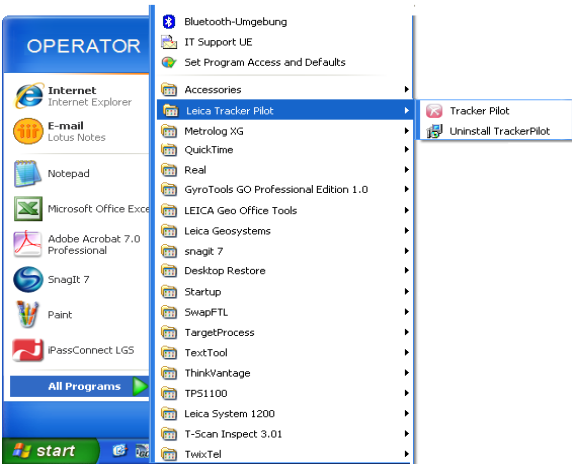 OPERATOR
Internet
Internet Explorer
E-mail
Lotus Notes
Notepad
Microsoft Office Exce
Adobe Acrobat 7.0
Professional
SnagIt 7
Paint
iPassConnect LGS
All Programs
start
Bluetooth-Umgebung
IT Support UE
Set Program Access and Defaults
Accessories
Leica Tracker Pilot
Metrolog XG
QuickTime
Real
GyroTools GO Professional Edition 1.0
LEICA Geo Office Tools
Leica Geosystems
snagit 7
Desktop Restore
Startup
SwapFTL
TargetProcess
TextTool
ThinkVantage
TPS1100
Leica System 1200
T-Scan Inspect 3.01
TwixTel
Tracker Pilot
Uninstall TrackerPilot